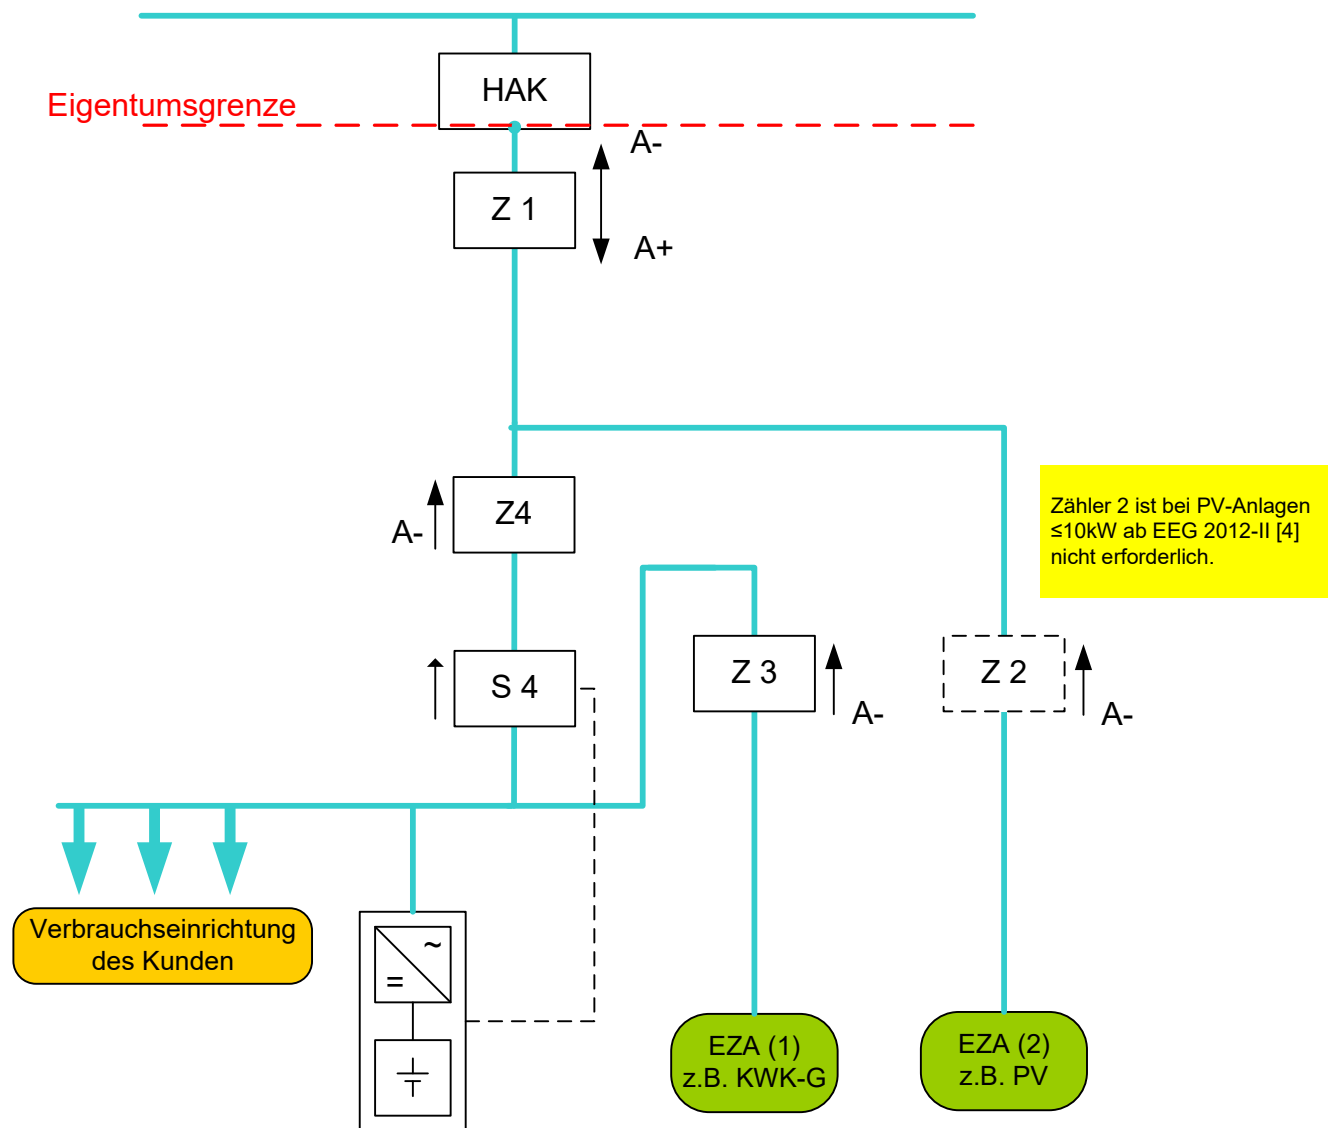 HAK
Eigentumsgrenze
A-
Z 1
A+
Z4
A-
Zähler 2 ist bei PV-Anlagen
≤10kW ab EEG 2012-II [4]
nicht erforderlich.
S 4
Z 3
A-
Z 2
A-
Verbrauchseinrichtung
des Kunden
~
=
EZA (1)
z.B. KWK-G
EZA (2)
z.B. PV